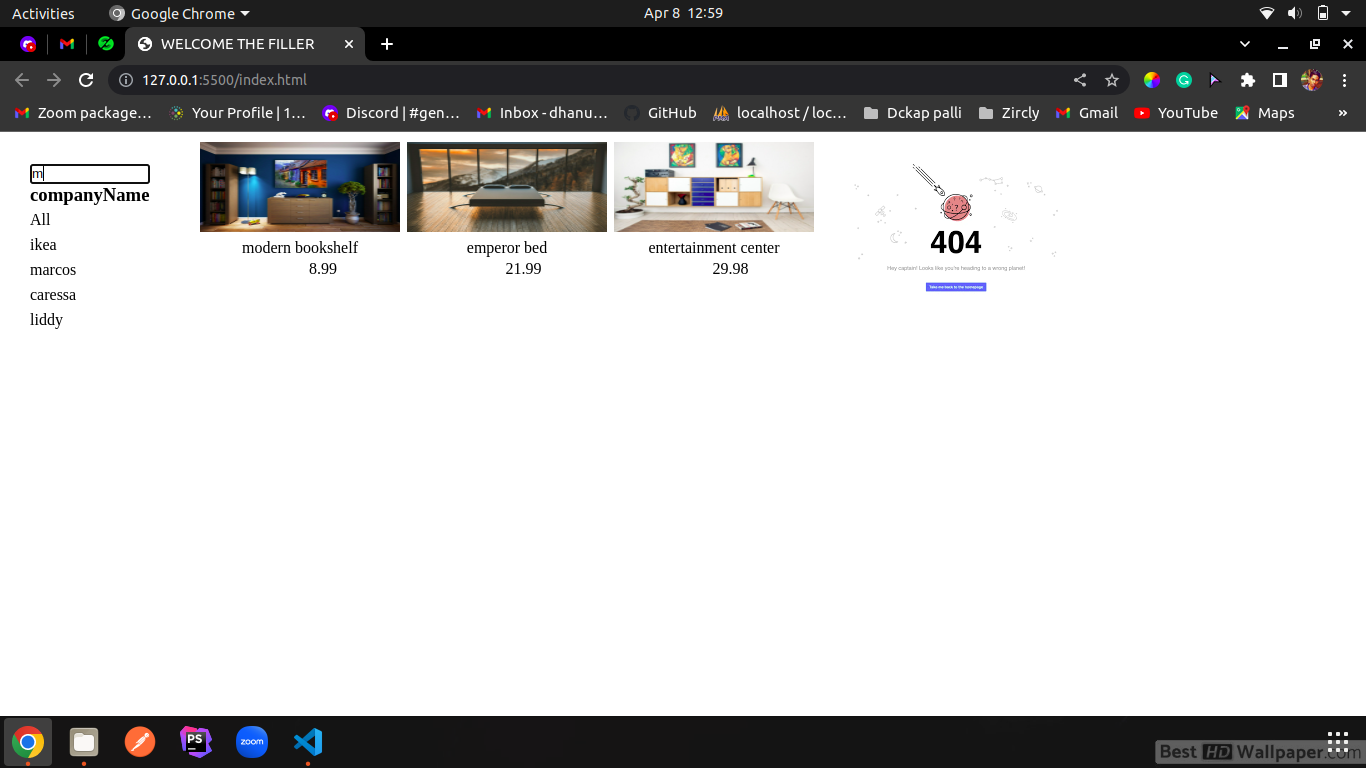 Activities
Google Chrome
Apr 8 12:59
WELCOME THE FILLER
127.0.0.1:5500/index.html
Zoom package…
Your Profile | 1…
Discord | #gen…
Inbox - dhanu…
GitHub
localhost / loc…
Dckap palli
Zircly
Gmail
YouTube
Maps
»
m
companyName
All
ikea
marcos
caressa
liddy
modern bookshelf
8.99
emperor bed
21.99
entertainment center
29.98
404
Hey captain! Looks like you're heading to a wrong planet!
Take me back to the homepage
PS
zoom
Best HD Wallpaper.com